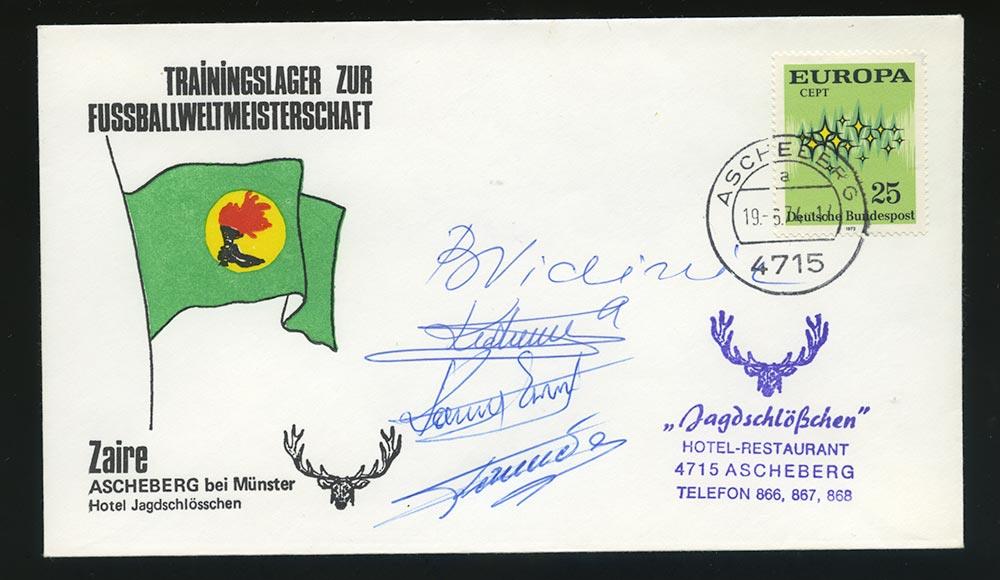 TRAININGSLAGER ZUR
FUSSBALLWELTMEISTERSCHAFT
EUROPA
CEPT
25
Deutsche Bundespost
1972
ASCHEBERG
a
4715
Zaire
ASCHEBERG bei Münster
Hotel Jagdschlösschen
„Jagdschlößchen”
HOTEL-RESTAURANT
4715 ASCHEBERG
TELEFON 866, 867, 868